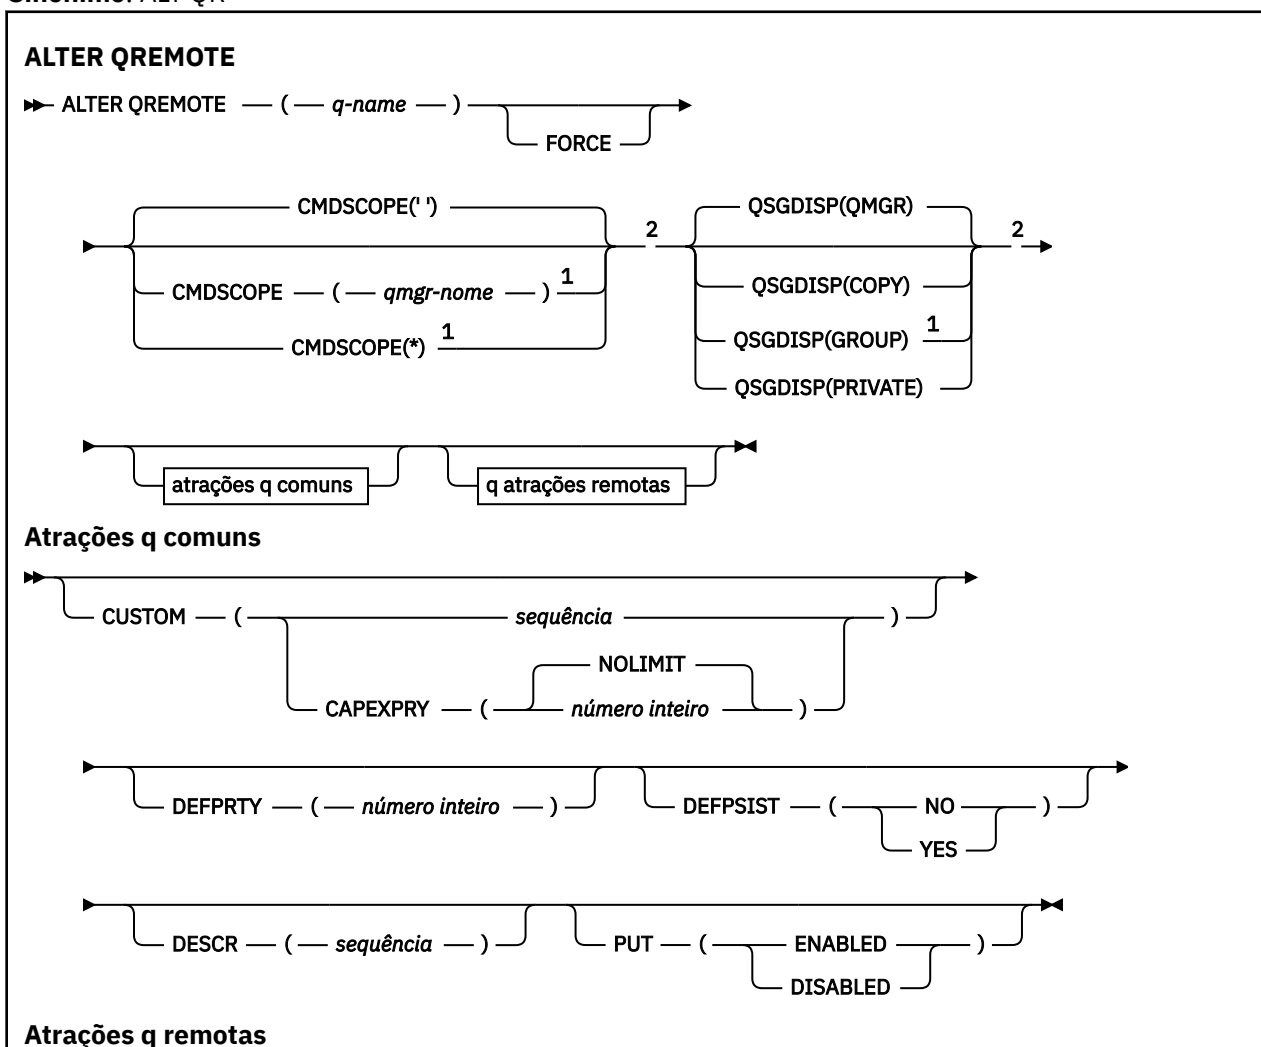 ALTER QREMOTE
ALTER QREMOTE ( q-name )
FORCE
CMDSCOPE(' ')
CMDSCOPE ( qmgr-nome ) 1
CMDSCOPE(*) 1
2
QSGDISP(QMGR)
QSGDISP(COPY)
QSGDISP(GROUP) 1
QSGDISP(PRIVATE)
2
atrações q comuns
q atrações remotas
Atrações q comuns
CUSTOM ( sequência )
CAPEXPRY ( NOLIMIT
número inteiro )
DEFPRTY ( número inteiro )
DEFPSIST ( NO )
YES
DESCR ( sequência )
PUT ( ENABLED )
DISABLED
Atrações q remotas